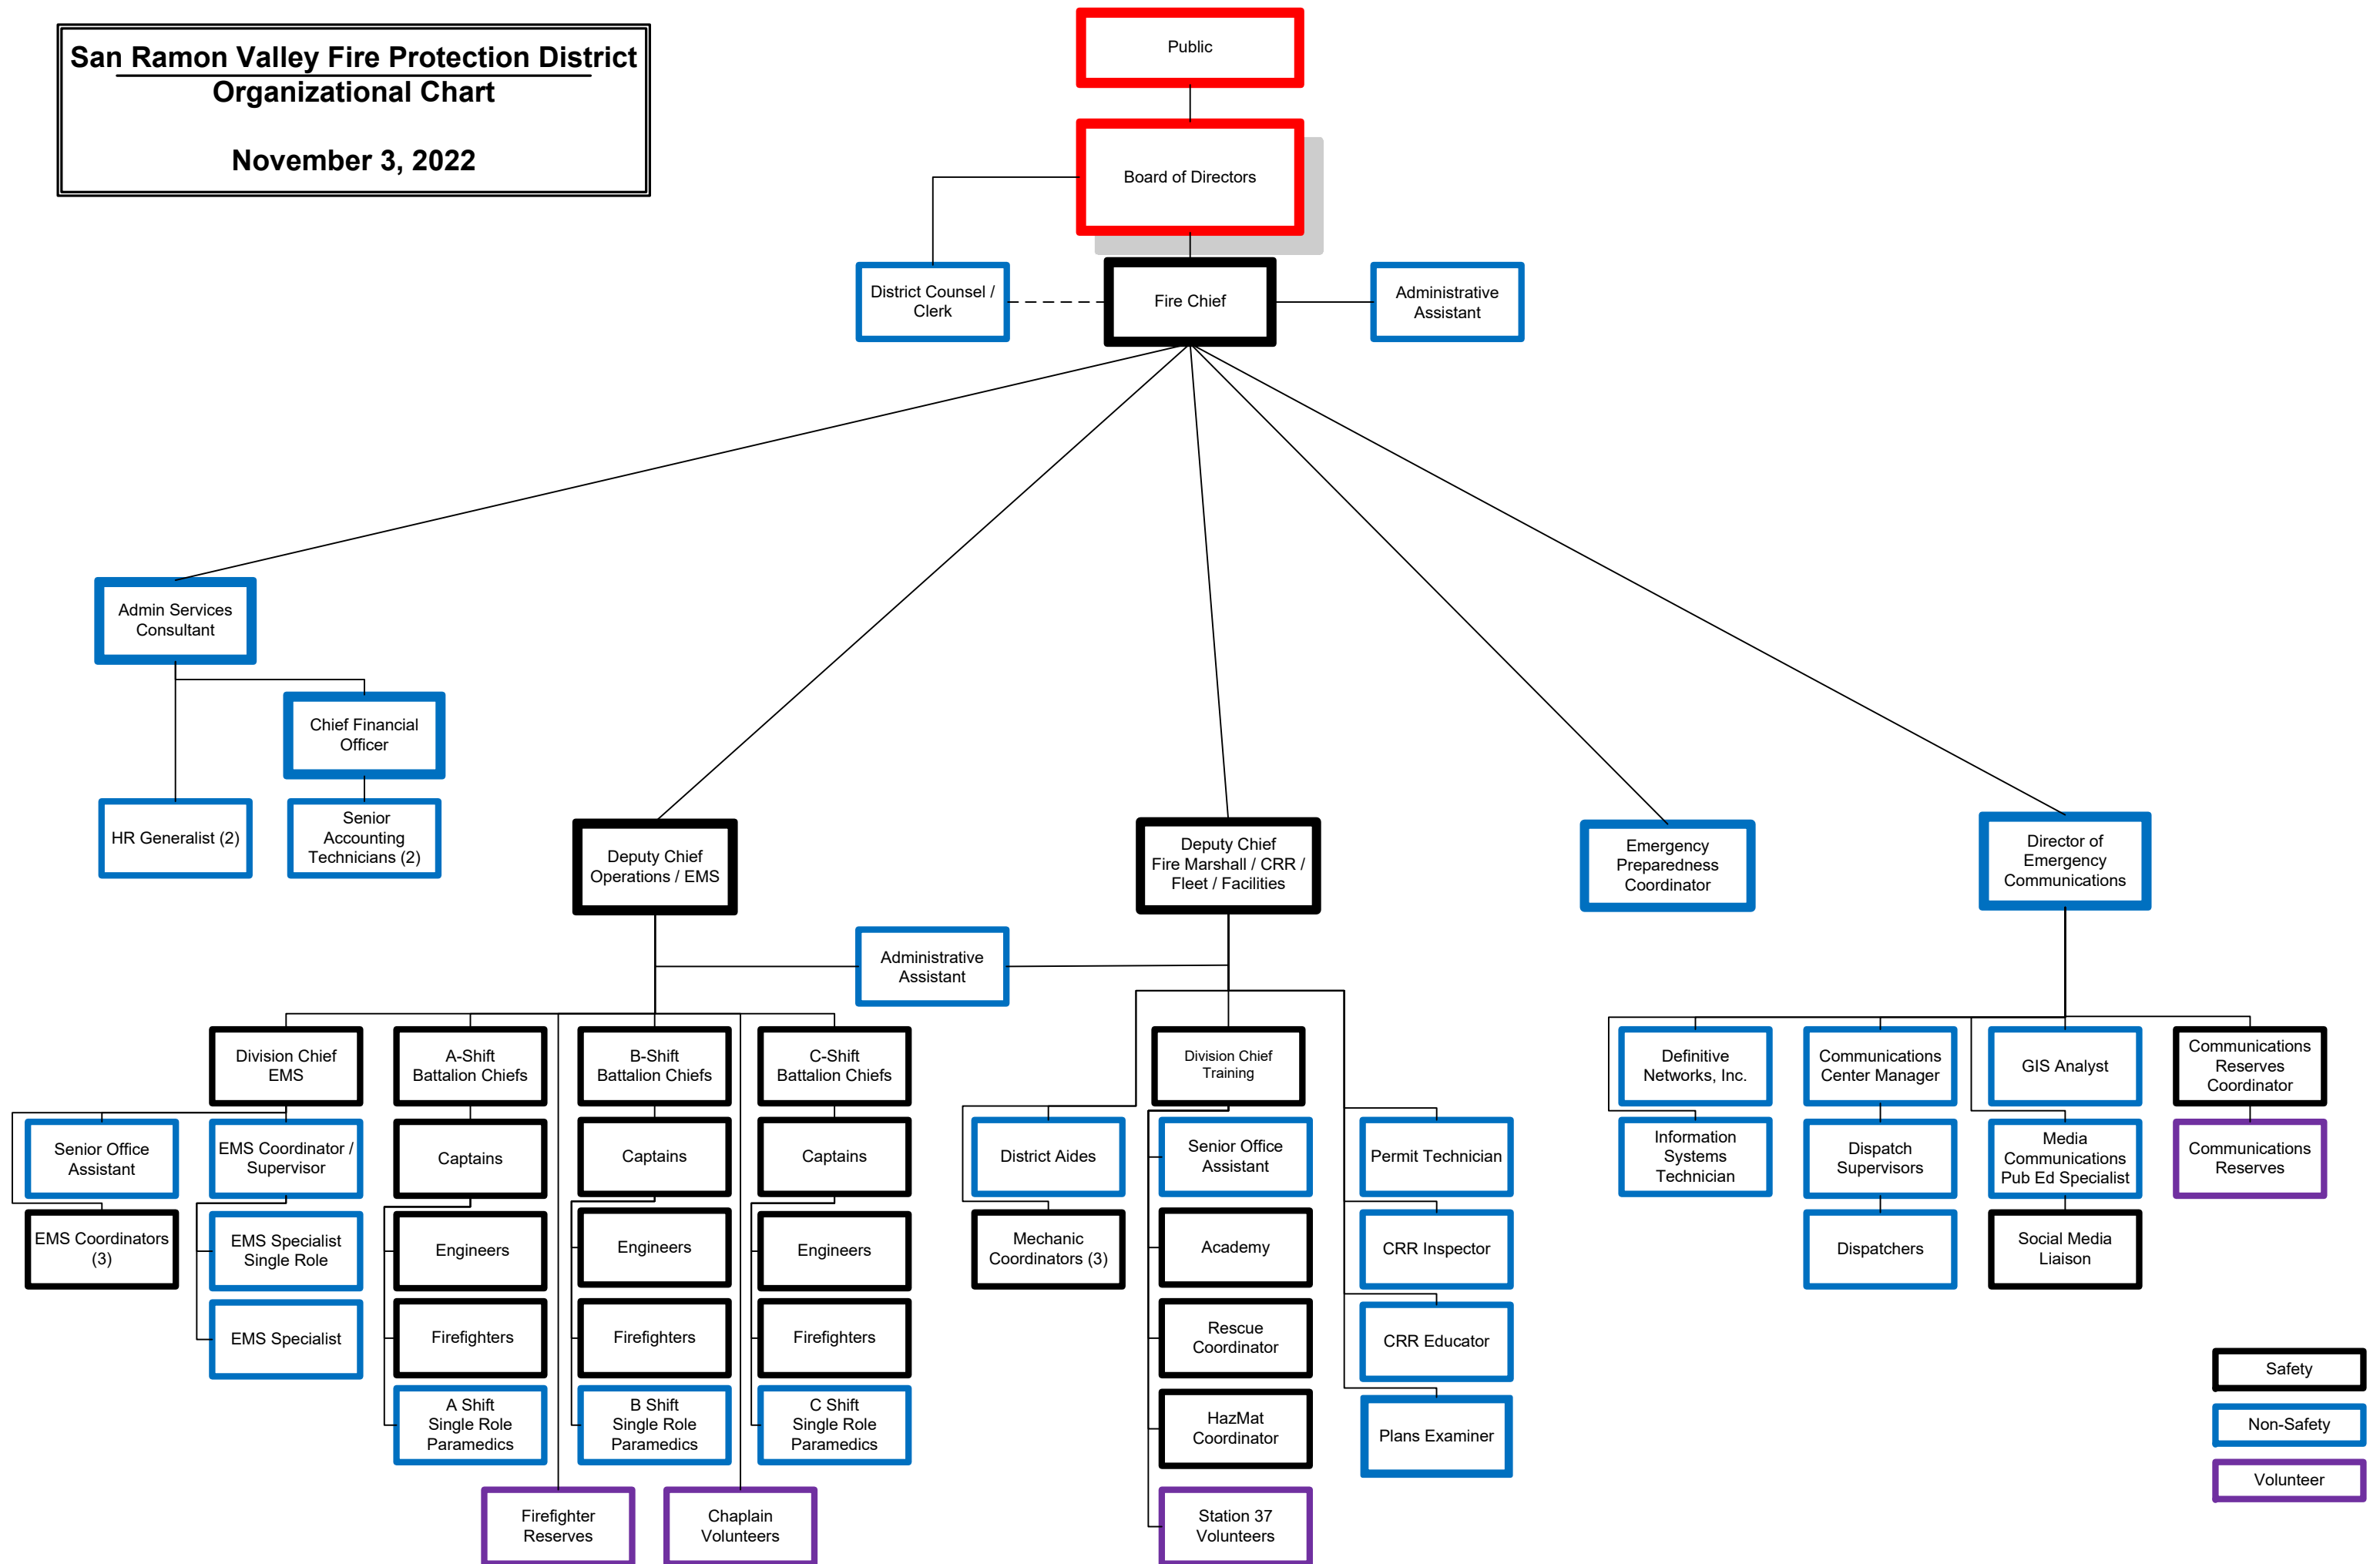 San Ramon Valley Fire Protection District
Organizational Chart
November 3, 2022
Public
Board of Directors
District Counsel /
Clerk
Fire Chief
Administrative
Assistant
Admin Services
Consultant
Chief Financial
Officer
HR Generalist (2)
Senior
Accounting
Technicians (2)
Deputy Chief
Operations / EMS
Deputy Chief
Fire Marshall / CRR /
Fleet / Facilities
Emergency
Preparedness
Coordinator
Director of
Emergency
Communications
Administrative
Assistant
Division Chief
EMS
A-Shift
Battalion Chiefs
B-Shift
Battalion Chiefs
C-Shift
Battalion Chiefs
Division Chief
Training
Definitive
Networks, Inc.
Communications
Center Manager
GIS Analyst
Communications
Reserves
Coordinator
Senior Office
Assistant
EMS Coordinator /
Supervisor
Captains
Captains
Captains
District Aides
Senior Office
Assistant
Permit Technician
Information
Systems
Technician
Dispatch
Supervisors
Media
Communications
Pub Ed Specialist
Communications
Reserves
EMS Coordinators
(3)
EMS Specialist
Single Role
Engineers
Engineers
Engineers
Mechanic
Coordinators (3)
Academy
CRR Inspector
Dispatchers
Social Media
Liaison
EMS Specialist
Firefighters
Firefighters
Firefighters
Rescue
Coordinator
CRR Educator
A Shift
Single Role
Paramedics
B Shift
Single Role
Paramedics
C Shift
Single Role
Paramedics
HazMat
Coordinator
Plans Examiner
Firefighter
Reserves
Chaplain
Volunteers
Station 37
Volunteers
Safety
Non-Safety
Volunteer